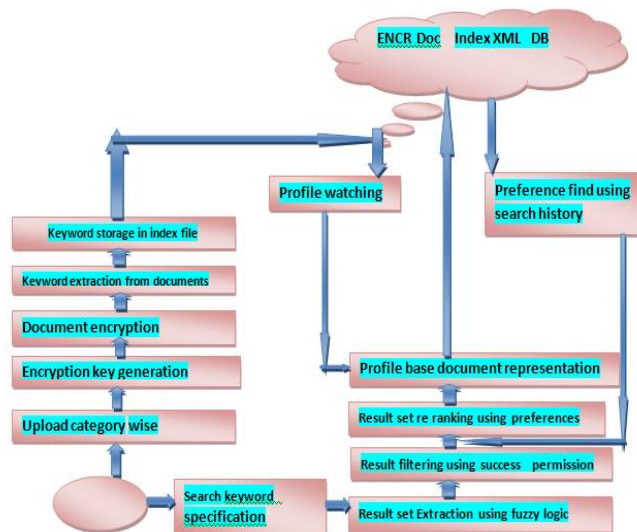 ENCR Doc Index XML DB
Profile watching
Preference find using
search history
Keyword storage in index file
Keyword extraction from documents
Document encryption
Encryption key generation
Upload category wise
Profile base document representation
Result set re ranking using preferences
Result filtering using success permission
Result set Extraction using fuzzy logic
Search keyword
specification